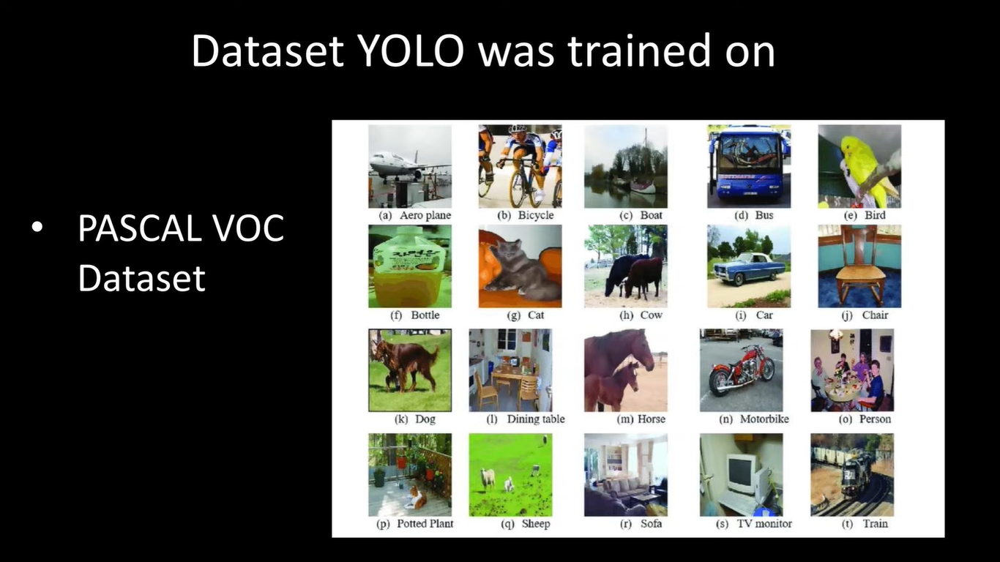 Dataset YOLO was trained on
• PASCAL VOC
Dataset
(a) Aero plane
(b) Bicycle
(c) Boat
(d) Bus
(e) Bird
(f) Bottle
(g) Cat
(h) Cow
(i) Car
(j) Chair
(k) Dog
(l) Dining table
(m) Horse
(n) Motorbike
(o) Person
(p) Potted Plant
(q) Sheep
(r) Sofa
(s) TV monitor
(t) Train